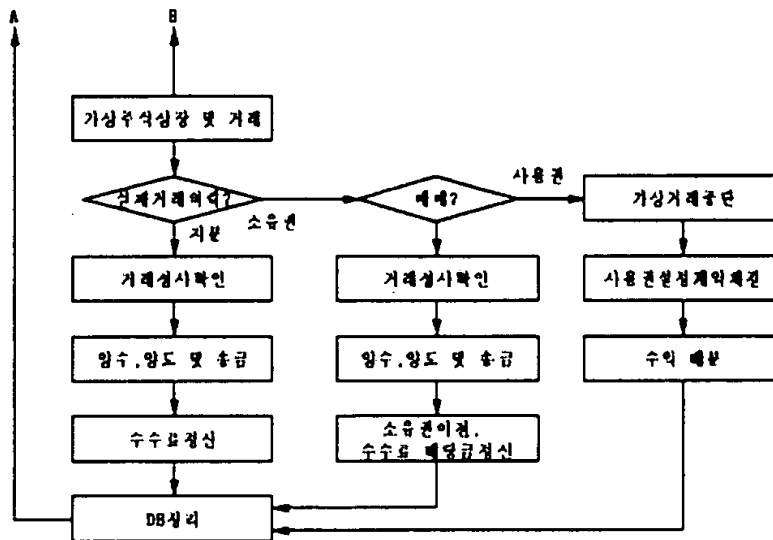 A
B
가상주식상장 및 거래
실제거래의뢰?
지분
소유권
매매?
사용권
가상거래중단
거래성사확인
거래성사확인
사용권설정계약체결
양수,양도 및 송금
양수,양도 및 송금
수익 배분
수수료정산
소유권이전,
수수료 배당금정산
DB정리